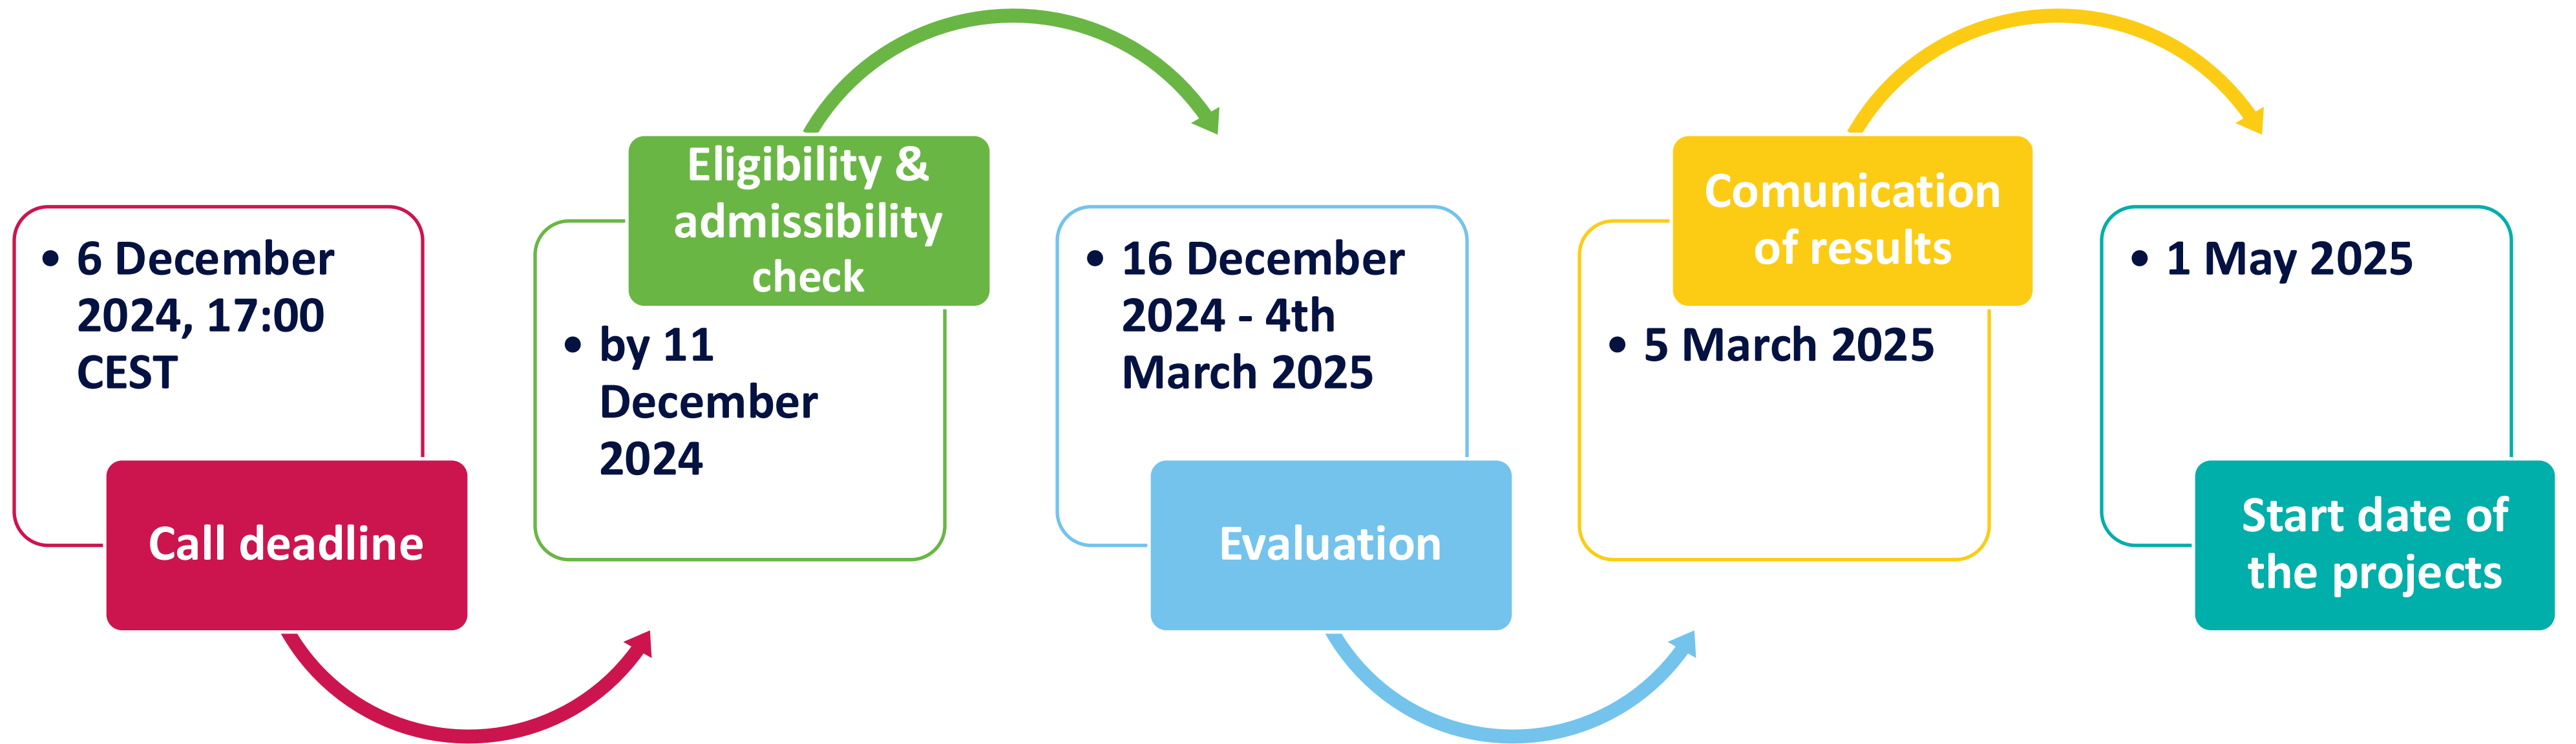 • 6 December
2024, 17:00
CEST
Call deadline
Eligibility &
admissibility
check
• by 11
December
2024
• 16 December
2024 - 4th
March 2025
Evaluation
Comunication
of results
• 5 March 2025
• 1 May 2025
Start date of
the projects